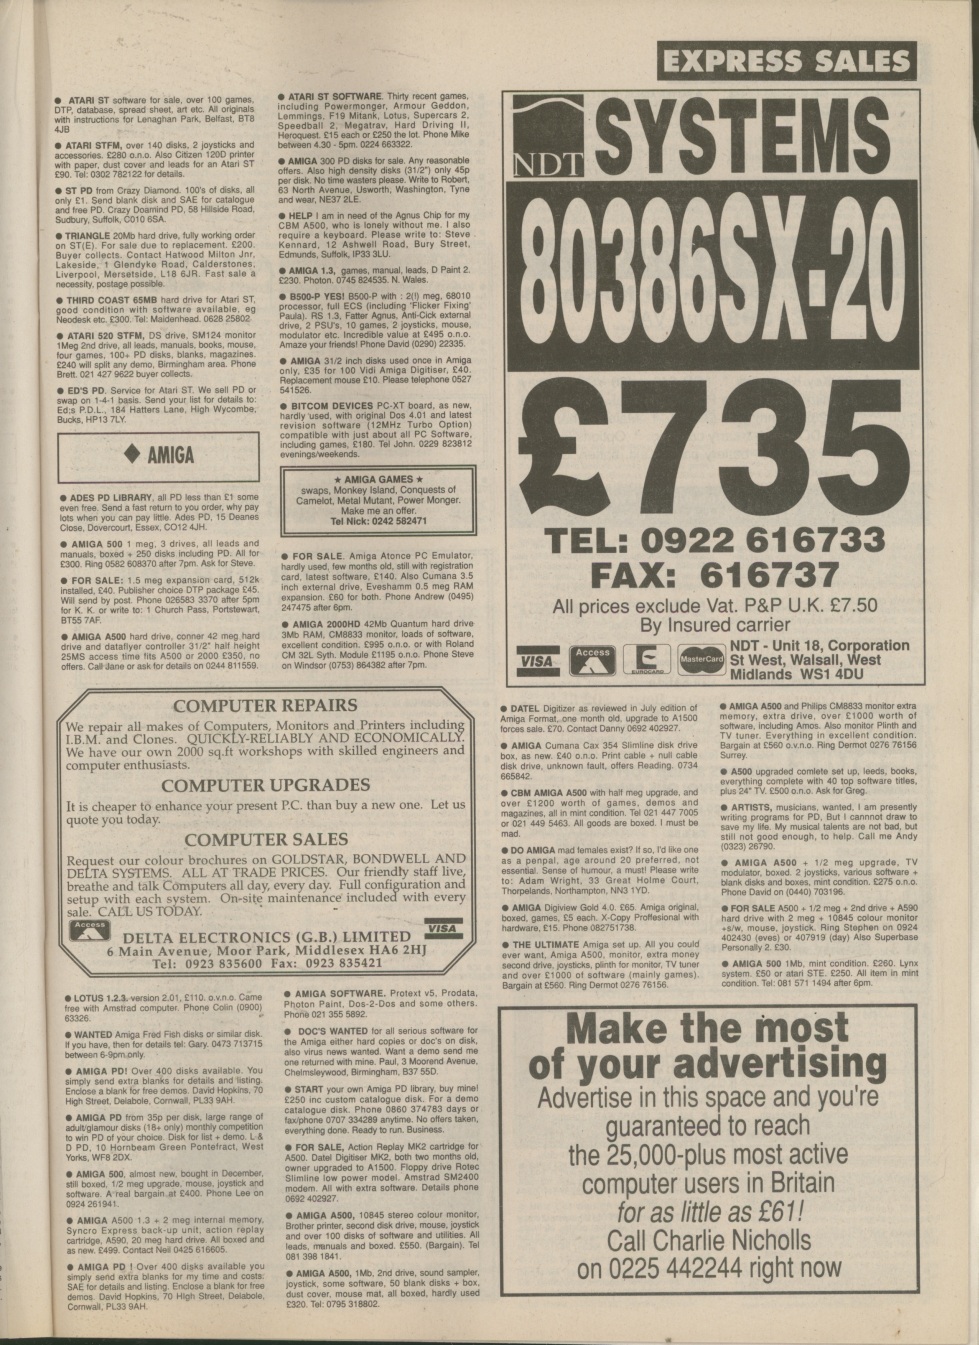 EXPRESS SALES
● ATARI ST software for sale, over 100 games,
DTP, database, spread sheet, art etc. All originals
with instructions for Lenaghan Park, Belfast, BT8
4JB
● ATARI STFM, over 140 disks, 2 joysticks and
accessories. £280 o.n.o. Also Citizen 120D printer
with paper, dust cover and leads for an Atari ST
£90. Tel: 0302 782122 for details.
● ST PD from Crazy Diamond. 100's of disks, all
only £1. Send blank disk and SAE for catalogue
and free PD. Crazy Doamind PD, 58 Hillside Road,
Sudbury, Suffolk, C010 6SA.
● TRIANGLE 20Mb hard drive, fully working order
on ST(E). For sale due to replacement. £200.
Buyer collects. Contact Hatwood Milton Jnr,
Lakeside, 1 Glendyke Road, Calderstones,
Liverpool, Mersetside, L18 6JR. Fast sale a
necessity, postage possible.
● THIRD COAST 65MB hard drive for Atari ST,
good condition with software available, eg
Neodesk etc. £300. Tel: Maidenhead. 0628 25802.
● ATARI 520 STFM, DS drive, SM124 monitor
1Meg 2nd drive, all leads, manuals, books, mouse,
four games, 100+ PD disks, blanks, magazines.
£240 will split any demo, Birmingham area. Phone
Brett. 021 427 9622 buyer collects.
● ED'S PD. Service for Atari ST. We sell PD or
swap on 1-4-1 basis. Send your list for details to:
Ed;s P.D.L., 184 Hatters Lane, High Wycombe,
Bucks, HP13 7LY.
◆ AMIGA
● ADES PD LIBRARY, all PD less than £1 some
even free. Send a fast return to you order, why pay
lots when you can pay little. Ades PD, 15 Deanes
Close, Dovercourt, Essex, CO12 4JH.
● AMIGA 500 1 meg, 3 drives, all leads and
manuals, boxed + 250 disks including PD. All for
£300. Ring 0582 608370 after 7pm. Ask for Steve.
● FOR SALE: 1.5 meg expansion card, 512k
installed, £40. Publisher choice DTP package £45.
Will send by post. Phone 026583 3370 after 5pm
for K. K. or write to: 1 Church Pass, Portstewart,
BT55 7AF.
● AMIGA A500 hard drive, conner 42 meg hard
drive and dataflyer controller 31/2" half height
25MS access time fits A500 or 2000 £350, no
offers. Call Jane or ask for details on 0244 811559.
● ATARI ST SOFTWARE. Thirty recent games,
including Powermonger, Armour Geddon,
Lemmings, F19 Mitank, Lotus, Supercars 2,
Speedball 2, Megatrav, Hard Driving II,
Heroquest. £15 each or £250 the lot. Phone Mike
between 4.30 - 5pm. 0224 663322.
● AMIGA 300 PD disks for sale. Any reasonable
offers. Also high density disks (31/2") only 45p
per disk. No time wasters please. Write to Robert,
63 North Avenue, Usworth, Washington, Tyne
and wear, NE37 2LE.
● HELP I am in need of the Agnus Chip for my
CBM A500, who is lonely without me. I also
require a keyboard. Please write to: Steve
Kennard, 12 Ashwell Road, Bury Street,
Edmunds, Suffolk, IP33 3LU.
● AMIGA 1.3, games, manual, leads, D Paint 2.
£230. Photon. 0745 824535. N. Wales.
● B500-P YES! B500-P with : 2(!) meg, 68010
processor, full ECS (including 'Flicker Fixing'
Paula). RS 1.3, Fatter Agnus, Anti-Click external
drive, 2 PSU's, 10 games, 2 joysticks, mouse,
modulator etc. Incredible value at £495 o.n.o.
Amaze your friends! Phone David (0290) 22335.
● AMIGA 31/2 inch disks used once in Amiga
only, £35 for 100 Vidi Amiga Digitiser, £40.
Replacement mouse £10. Please telephone 0527
541526.
● BITCOM DEVICES PC-XT board, as new,
hardly used, with original Dos 4.01 and latest
revision software (12MHz Turbo Option)
compatible with just about all PC Software,
including games, £180. Tel John. 0229 823812
evenings/weekends.
★ AMIGA GAMES ★
swaps, Monkey Island, Conquests of
Camelot, Metal Mutant, Power Monger.
Make me an offer.
Tel Nick: 0242 582471
● FOR SALE. Amiga Atonce PC Emulator,
hardly used, few months old, still with registration
card, latest software, £140. Also Cumana 3.5
inch external drive, Eveshamm 0.5 meg RAM
expansion. £60 for both. Phone Andrew (0495)
247475 after 6pm.
● AMIGA 2000HD 42Mb Quantum hard drive
3Mb RAM, CM8833 monitor, loads of software,
excellent condition. £995 o.n.o. or with Roland
CM 32L Syth. Module £1195 o.n.o. Phone Steve
on Windsor (0753) 864382 after 7pm.
NDT SYSTEMS
80386SX-20
£735
TEL: 0922 616733
FAX: 616737
All prices exclude Vat. P&P U.K. £7.50
By Insured carrier
VISA
Access
E
EUROCARD
MasterCard
NDT - Unit 18, Corporation
St West, Walsall, West
Midlands WS1 4DU
COMPUTER REPAIRS
We repair all makes of Computers, Monitors and Printers including
I.B.M. and Clones. QUICKLY-RELIABLY AND ECONOMICALLY.
We have our own 2000 sq.ft workshops with skilled engineers and
computer enthusiasts.
COMPUTER UPGRADES
It is cheaper to enhance your present P.C. than buy a new one. Let us
quote you today.
COMPUTER SALES
Request our colour brochures on GOLDSTAR, BONDWELL AND
DELTA SYSTEMS. ALL AT TRADE PRICES. Our friendly staff live,
breathe and talk Computers all day, every day. Full configuration and
setup with each system. On-site maintenance included with every
sale. CALL US TODAY.
Access
VISA
DELTA ELECTRONICS (G.B.) LIMITED
6 Main Avenue, Moor Park, Middlesex HA6 2HJ
Tel: 0923 835600 Fax: 0923 835421
● LOTUS 1.2.3. version 2.01, £110. o.v.n.o. Came
free with Amstrad computer. Phone Colin (0900)
63326.
● WANTED Amiga Fred Fish disks or similar disk.
If you have, then for details tel: Gary. 0473 713715
between 6-9pm only.
● AMIGA PD! Over 400 disks available. You
simply send extra blanks for details and listing.
Enclose a blank for free demos. David Hopkins, 70
High Street, Delabole, Cornwall, PL33 9AH.
● AMIGA PD from 35p per disk, large range of
adult/glamour disks (18+ only) monthly competition
to win PD of your choice. Disk for list + demo. L &
D PD, 10 Hornbeam Green Pontefract, West
Yorks, WF8 2DX.
● AMIGA 500, almost new, bought in December,
still boxed, 1/2 meg upgrade, mouse, joystick and
software. A real bargain at £400. Phone Lee on
0924 261941.
● AMIGA A500 1.3 + 2 meg internal memory,
Syncro Express back-up unit, action replay
cartridge, A590, 20 meg hard drive. All boxed and
as new. £499. Contact Neil 0425 616605.
● AMIGA PD ! Over 400 disks available you
simply send extra blanks for my time and costs:
SAE for details and listing. Enclose a blank for free
demos. David Hopkins, 70 High Street, Delabole,
Cornwall, PL33 9AH.
● AMIGA SOFTWARE. Protext v5, Prodata,
Photon Paint, Dos-2-Dos and some others.
Phone 021 355 5892.
● DOC'S WANTED for all serious software for
the Amiga either hard copies or doc's on disk,
also virus news wanted. Want a demo send me
one returned with mine. Paul, 3 Moorend Avenue,
Chelmsleywood, Birmingham, B37 55D.
● START your own Amiga PD library, buy mine!
£250 inc custom catalogue disk. For a demo
catalogue disk. Phone 0860 374783 days or
fax/phone 0707 334289 anytime. No offers taken,
everything done. Ready to run. Business.
● FOR SALE, Action Replay MK2 cartridge for
A500. Datel Digitiser MK2, both two months old,
owner upgraded to A1500. Floppy drive Rotec
Slimline low power model. Amstrad SM2400
modem. All with extra software. Details phone
0692 402927.
● AMIGA A500, 10845 stereo colour monitor,
Brother printer, second disk drive, mouse, joystick
and over 100 disks of software and utilities. All
leads, manuals and boxed. £550. (Bargain). Tel
081 398 1841.
● AMIGA A500, 1Mb, 2nd drive, sound sampler,
joystick, some software, 50 blank disks + box,
dust cover, mouse mat, all boxed, hardly used
£320. Tel: 0795 318802.
● DATEL Digitizer as reviewed in July edition of
Amiga Format, one month old, upgrade to A1500
forces sale. £70. Contact Danny 0692 402927.
● AMIGA Cumana Cax 354 Slimline disk drive
box, as new. £40 o.n.o. Print cable + null cable
disk drive, unknown fault, offers Reading. 0734
665842.
● CBM AMIGA A500 with half meg upgrade, and
over £1200 worth of games, demos and
magazines, all in mint condition. Tel 021 447 7005
or 021 449 5463. All goods are boxed. I must be
mad.
● DO AMIGA mad females exist? If so, I'd like one
as a penpal, age around 20 preferred, not
essential. Sense of humour, a must! Please write
to: Adam Wright, 33 Great Holme Court,
Thorpelands, Northampton, NN3 1YD.
● AMIGA Digiview Gold 4.0. £65. Amiga original,
boxed, games, £5 each. X-Copy Proffesional with
hardware, £15. Phone 082751738.
● THE ULTIMATE Amiga set up. All you could
ever want, Amiga A500, monitor, extra money
second drive, joysticks, plinth for monitor, TV tuner
and over £1000 of software (mainly games).
Bargain at £560. Ring Dermot 0276 76156.
● AMIGA A500 and Philips CM8833 monitor extra
memory, extra drive, over £1000 worth of
software, including Amos. Also monitor Plinth and
TV tuner. Everything in excellent condition.
Bargain at £560 o.v.n.o. Ring Dermot 0276 76156
Surrey.
● A500 upgraded comlete set up, leeds, books,
everything complete with 40 top software titles,
plus 24" TV. £500 o.n.o. Ask for Greg.
● ARTISTS, musicians, wanted, I am presently
writing programs for PD, But I cannnot draw to
save my life. My musical talents are not bad, but
still not good enough, to help. Call me Andy
(0323) 26790.
● AMIGA A500 + 1/2 meg upgrade, TV
modulator, boxed. 2 joysticks, various software +
blank disks and boxes, mint condition. £275 o.n.o.
Phone David on (0440) 703196.
● FOR SALE A500 + 1/2 meg + 2nd drive + A590
hard drive with 2 meg + 10845 colour monitor
+s/w, mouse, joystick. Ring Stephen on 0924
402430 (eves) or 407919 (day) Also Superbase
Personally 2. £30.
● AMIGA 500 1Mb, mint condition. £260. Lynx
system. £50 or atari STE. £250. All item in mint
condition. Tel: 081 571 1494 after 6pm.
Make the most
of your advertising
Advertise in this space and you're
guaranteed to reach
the 25,000-plus most active
computer users in Britain
for as little as £61!
Call Charlie Nicholls
on 0225 442244 right now